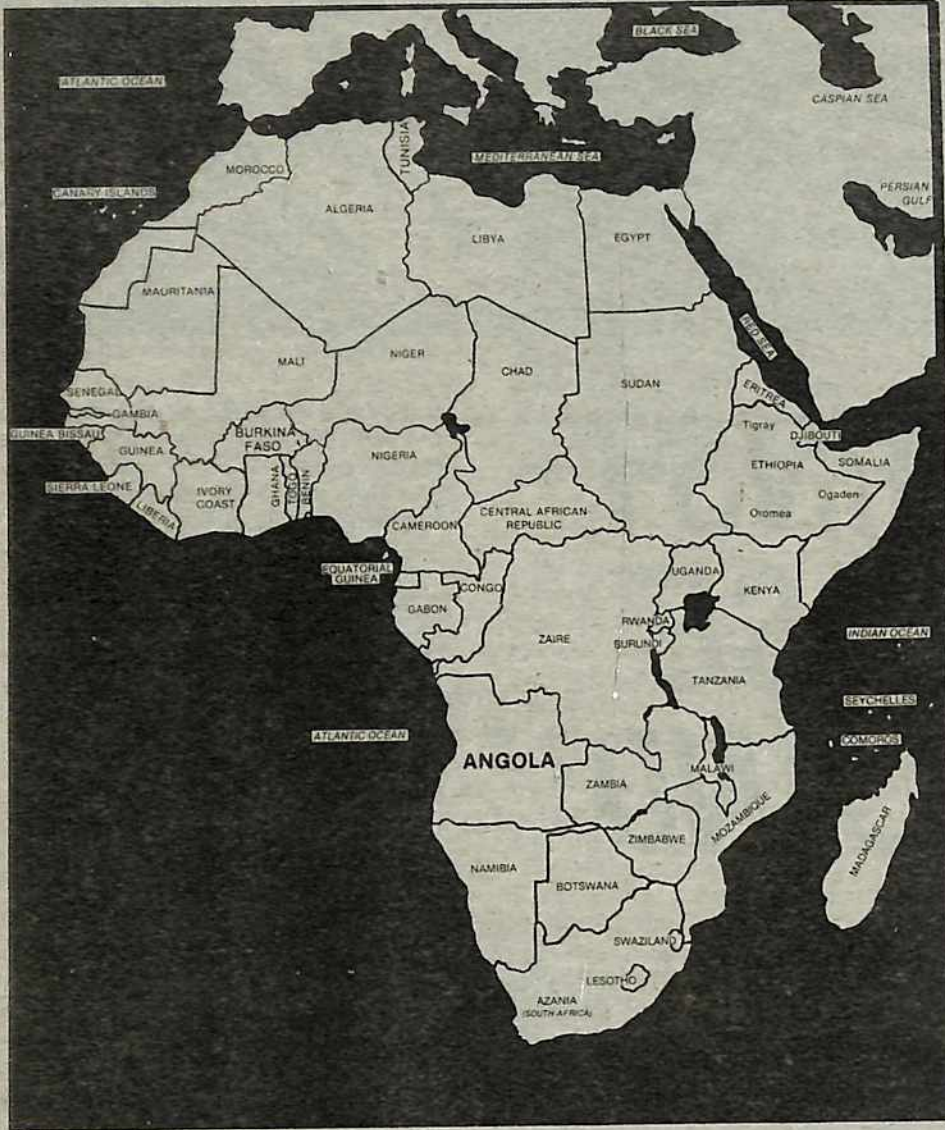 BLACK SEA
ATLANTIC OCEAN
CASPIAN SEA
TUNISIA
MEDITERRANEAN SEA
MOROCCO
CANARY ISLANDS
PERSIAN
GULF
ALGERIA
LIBYA
EGYPT
MAURITANIA
RED SEA
MALI
NIGER
CHAD
SUDAN
SENEGAL
ERITREA
GAMBIA
Tigray
GUINEA BISSAU
BURKINA
FASO
DJIBOUTI
GUINEA
NIGERIA
ETHIOPIA
SOMALIA
SIERRA LEONE
IVORY
COAST
GHANA
TOGO
BENIN
Ogaden
LIBERIA
CENTRAL AFRICAN
REPUBLIC
Oromea
CAMEROON
EQUATORIAL
GUINEA
UGANDA
CONGO
KENYA
GABON
RWANDA
ZAIRE
BURUNDI
INDIAN OCEAN
TANZANIA
SEYCHELLES
ATLANTIC OCEAN
COMOROS
ANGOLA
MALAWI
ZAMBIA
MOZAMBIQUE
MADAGASCAR
ZIMBABWE
NAMIBIA
BOTSWANA
SWAZILAND
LESOTHO
AZANIA
(SOUTH AFRICA)